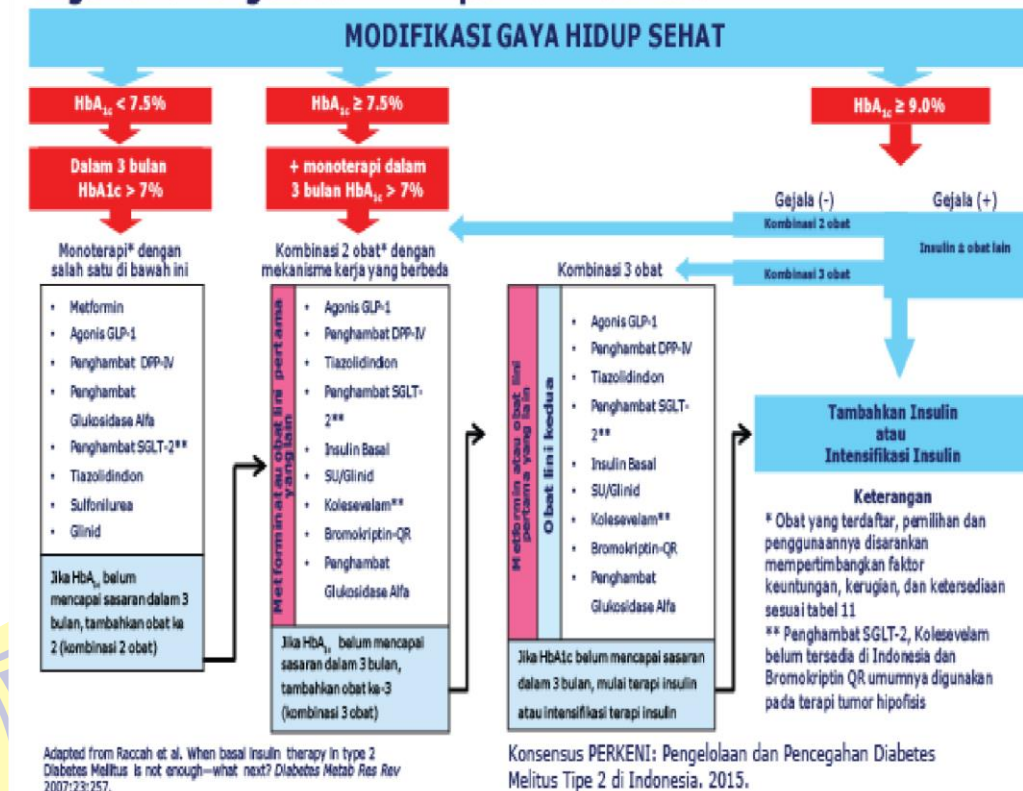 MODIFIKASI GAYA HIDUP SEHAT
HbA1c < 7.5%
Dalam 3 bulan
HbA1c > 7%
Monoterapi* dengan
salah satu di bawah ini
• Metformin
• Agonis GLP-1
• Penghambat DPP-IV
• Penghambat
Glukosidase Alfa
• Penghambat SGLT-2**
• Tiazolidindion
• Sulfonilurea
• Glinid
Jika HbA1c belum
mencapai sasaran dalam 3
bulan, tambahkan obat ke
2 (kombinasi 2 obat)
HbA1c ≥ 7.5%
+ monoterapi dalam
3 bulan HbA1c > 7%
Kombinasi 2 obat* dengan
mekanisme kerja yang berbeda
Metformin atau obat lini pertama
yang lain
• Agonis GLP-1
• Penghambat DPP-IV
• Tiazolidindion
• Penghambat SGLT-
2**
• Insulin Basal
• SU/Glinid
• Kolesevelam**
• Bromokriptin-QR
• Penghambat
Glukosidase Alfa
Jika HbA1c belum mencapai
sasaran dalam 3 bulan,
tambahkan obat ke-3
(kombinasi 3 obat)
Kombinasi 3 obat
Metformin atau obat lini
pertama yang lain
Obat lini kedua
• Agonis GLP-1
• Penghambat DPP-IV
• Tiazolidindion
• Penghambat SGLT-
2**
• Insulin Basal
• SU/Glinid
• Kolesevelam**
• Bromokriptin-QR
• Penghambat
Glukosidase Alfa
Jika HbA1c belum mencapai sasaran
dalam 3 bulan, mulai terapi insulin
atau intensifikasi terapi insulin
HbA1c ≥ 9.0%
Gejala (-)
Gejala (+)
Kombinasi 2 obat
Insulin ± obat lain
Kombinasi 3 obat
Tambahkan Insulin
atau
Intensifikasi Insulin
Keterangan
* Obat yang terdaftar, pemilihan dan
penggunaannya disarankan
mempertimbangkan faktor
keuntungan, kerugian, dan ketersediaan
sesuai tabel 11
** Penghambat SGLT-2, Kolesevelam
belum tersedia di Indonesia dan
Bromokriptin QR umumnya digunakan
pada terapi tumor hipofisis
Adapted from Raccah et al. When basal insulin therapy in type 2
Diabetes Mellitus is not enough—what next? Diabetes Metab Res Rev
2007;23:257.
Konsensus PERKENI: Pengelolaan dan Pencegahan Diabetes
Melitus Tipe 2 di Indonesia. 2015.